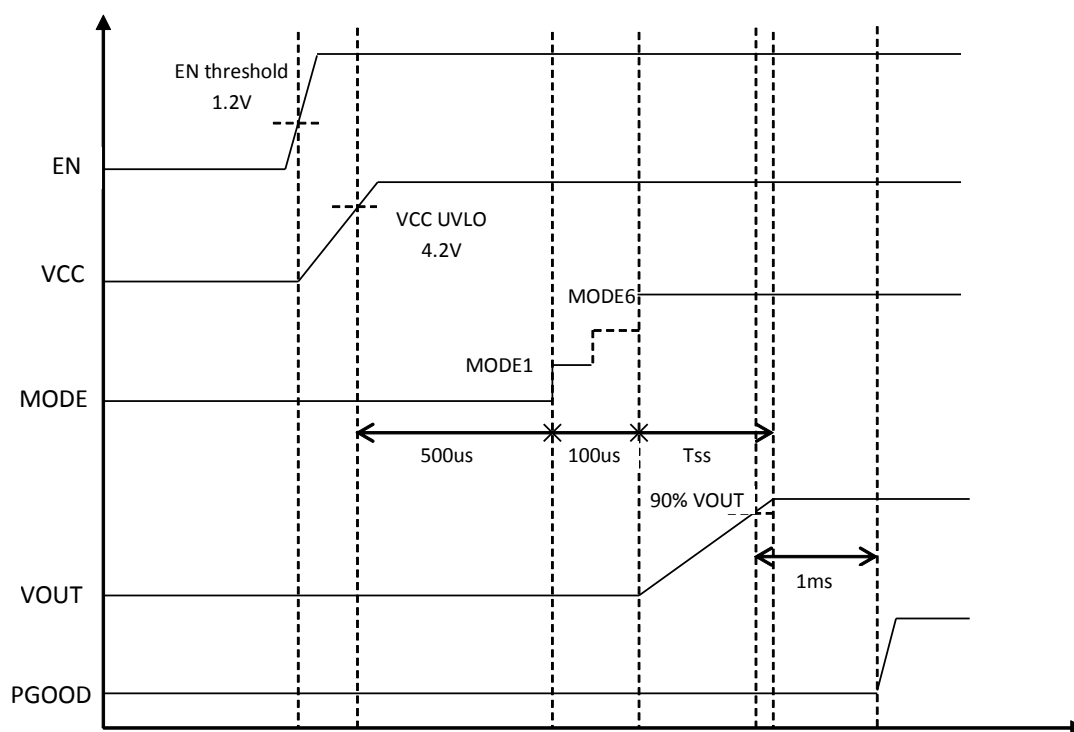 EN threshold
1.2V
EN
VCC UVLO
4.2V
VCC
MODE6
MODE1
MODE
500us
100us
Tss
90% VOUT
1ms
VOUT
PGOOD